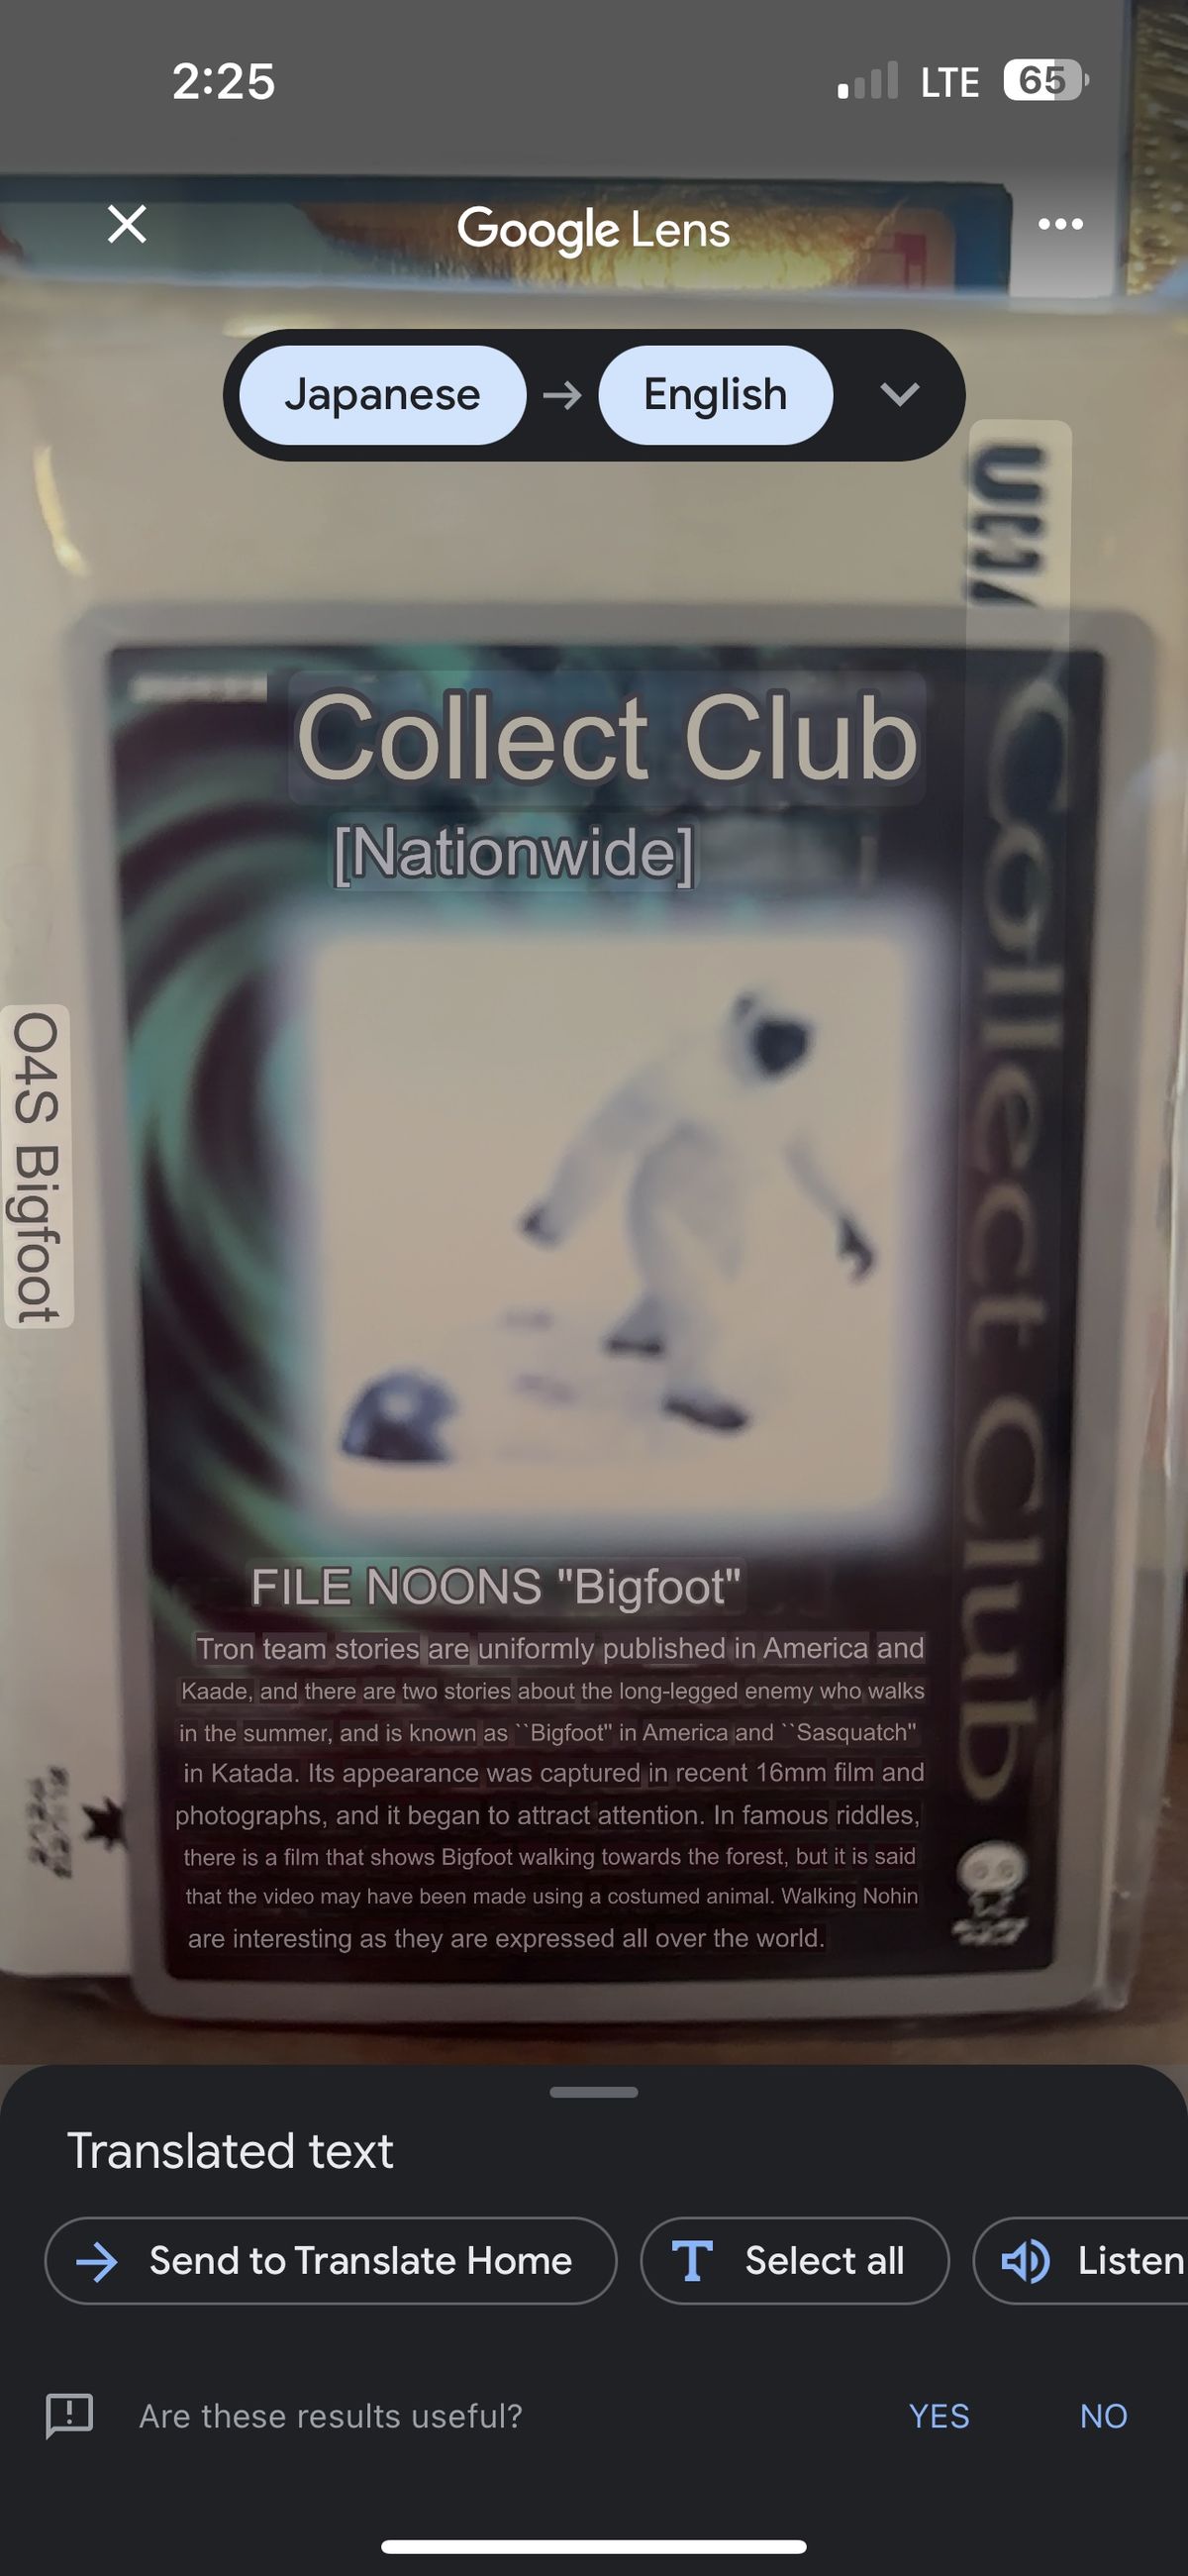 2:25
LTE
65
Google Lens
Japanese
English
Collect Club
[Nationwide]
Collect Club
O4S Bigfoot
FILE NOONS "Bigfoot"
Tron team stories are uniformly published in America and
Kaade, and there are two stories about the long-legged enemy who walks
in the summer, and is known as ``Bigfoot" in America and ``Sasquatch"
in Katada. Its appearance was captured in recent 16mm film and
photographs, and it began to attract attention. In famous riddles,
there is a film that shows Bigfoot walking towards the forest, but it is said
that the video may have been made using a costumed animal. Walking Nohin
are interesting as they are expressed all over the world.
Translated text
Send to Translate Home
Select all
Listen
Are these results useful?
YES
NO